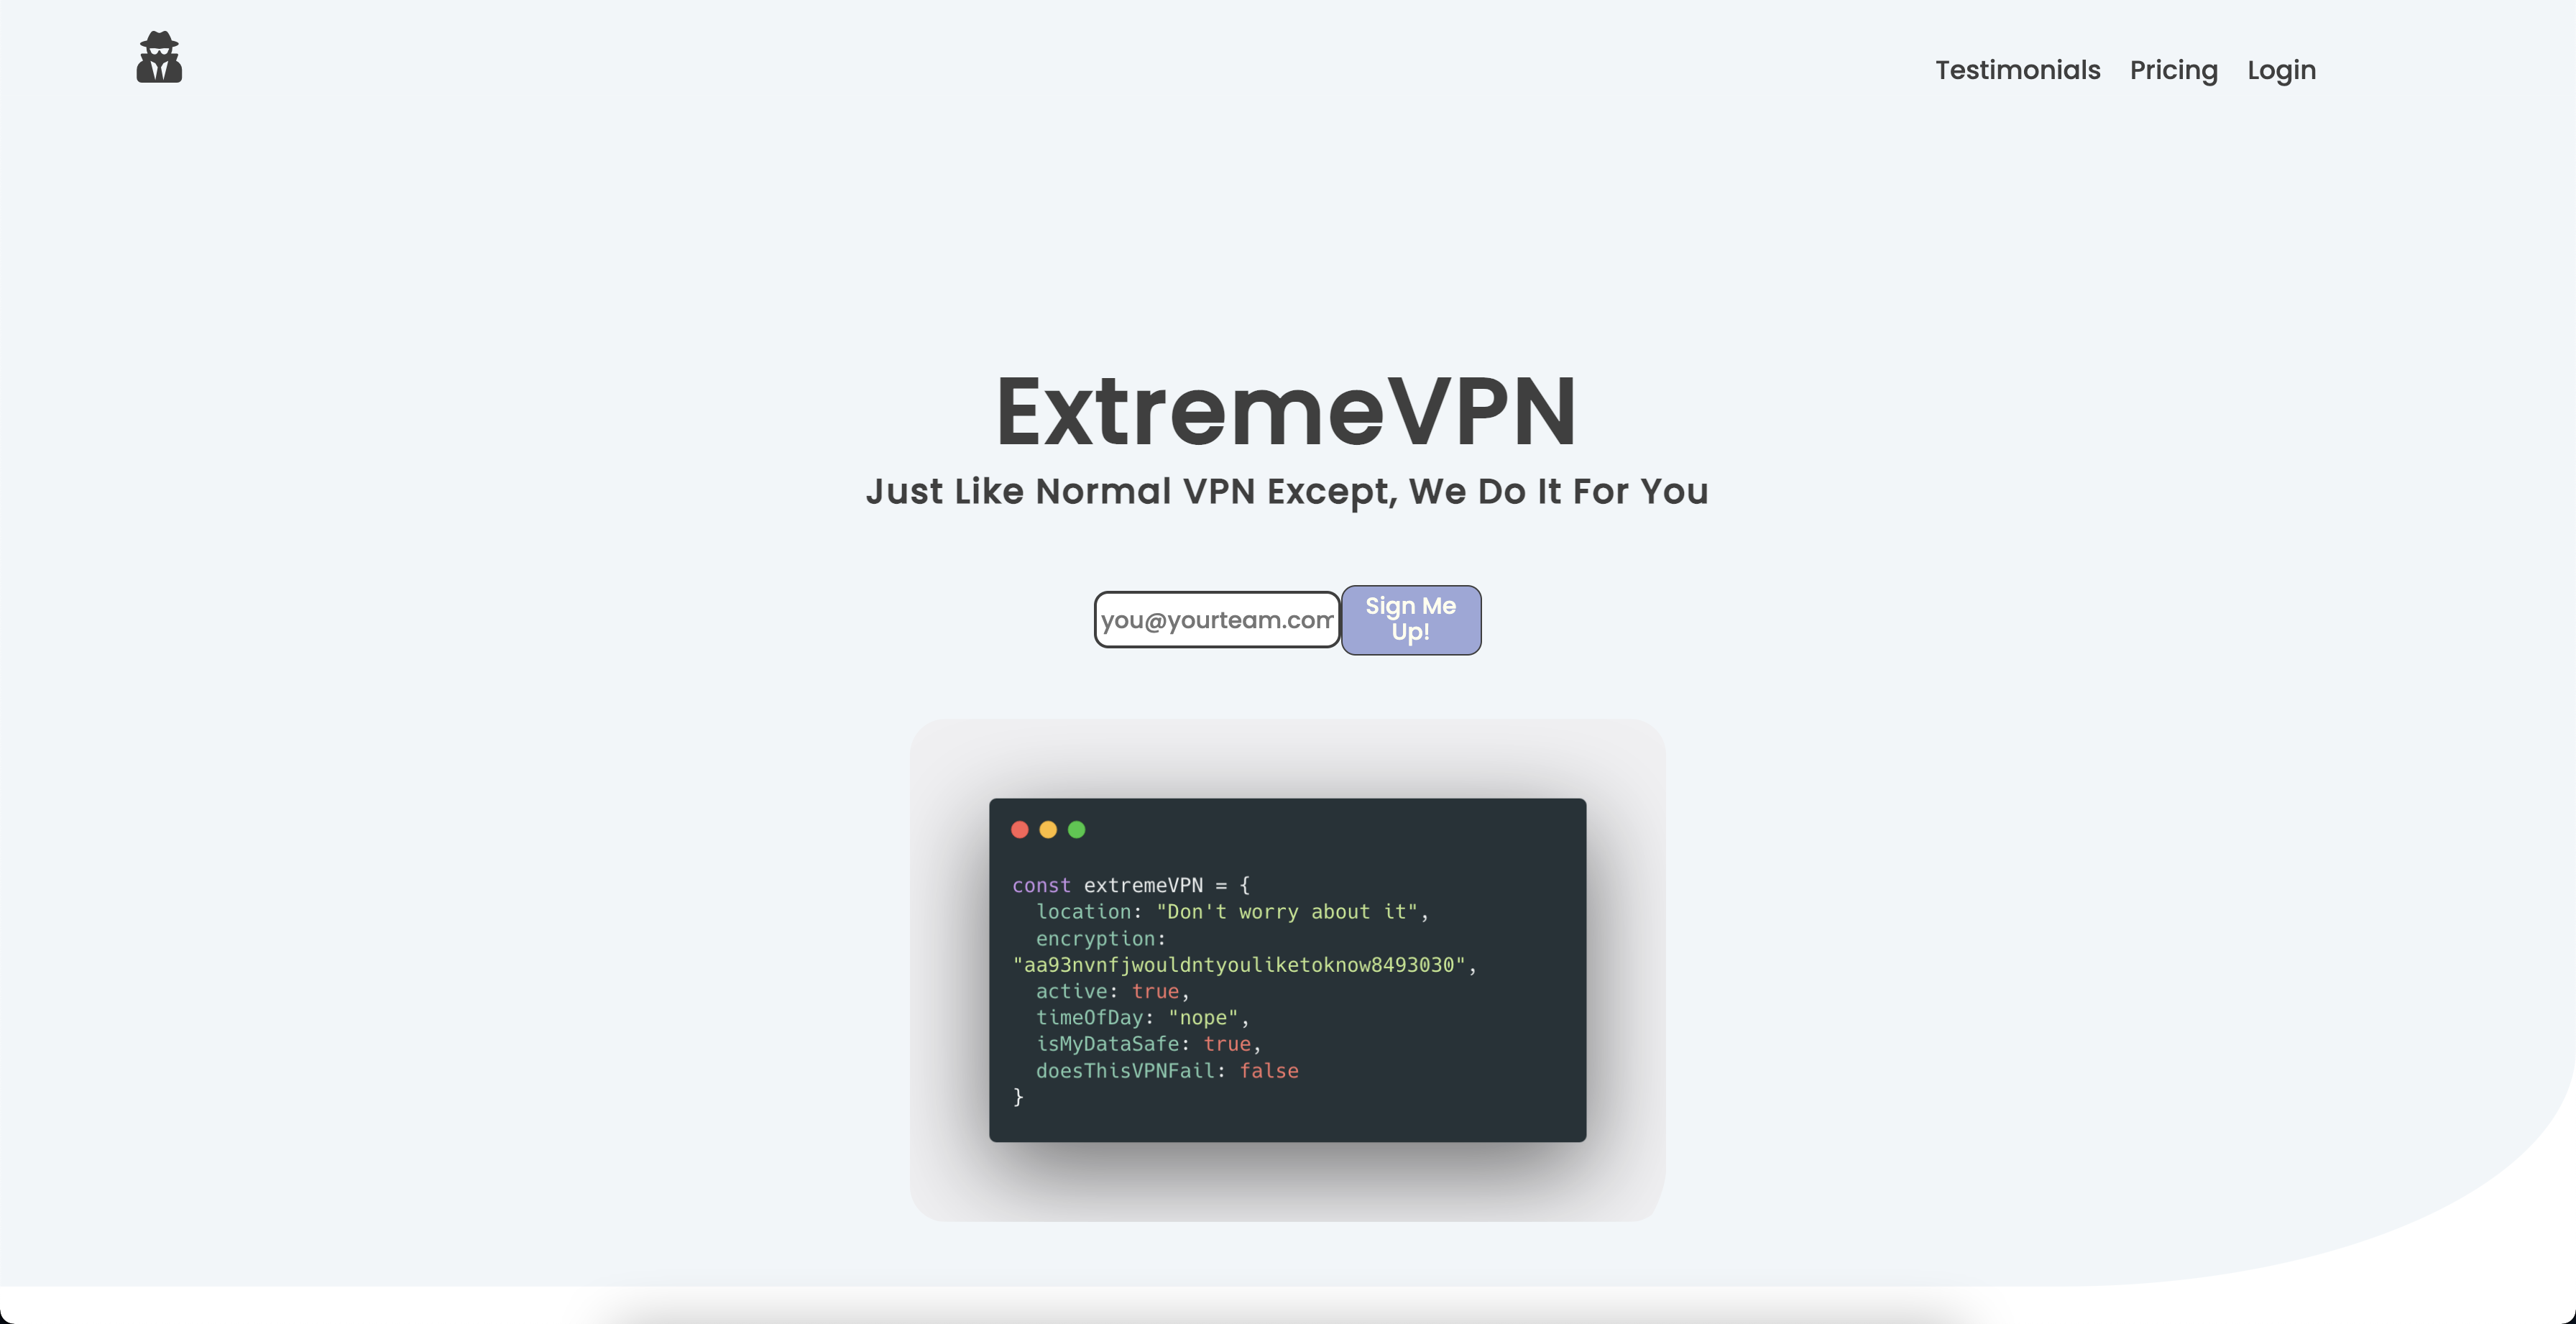 Testimonials Pricing Login
ExtremeVPN
Just Like Normal VPN Except, We Do It For You
you@yourteam.com
Sign Me
Up!
const extremeVPN = {
  location: "Don't worry about it",
  encryption:
"aa93nvnfjwouldntyouliketoknow8493030",
  active: true,
  timeOfDay: "nope",
  isMyDataSafe: true,
  doesThisVPNFail: false
}